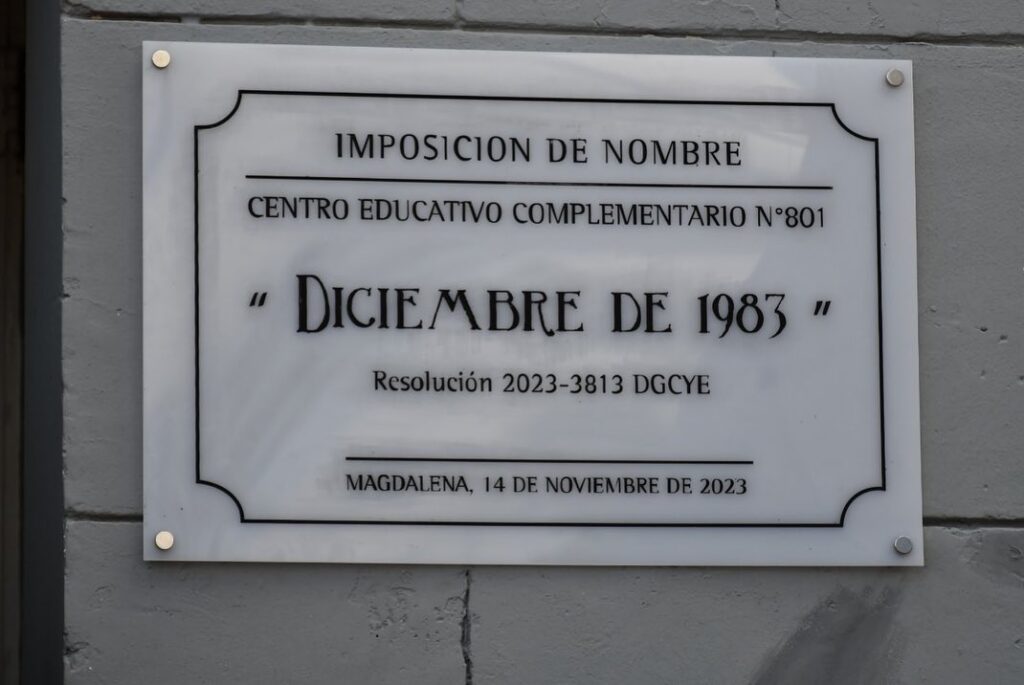 IMPOSICION DE NOMBRE
CENTRO EDUCATIVO COMPLEMENTARIO N°801
" DICIEMBRE DE 1983 "
Resolución 2023-3813 DGCYE
MAGDALENA, 14 DE NOVIEMBRE DE 2023